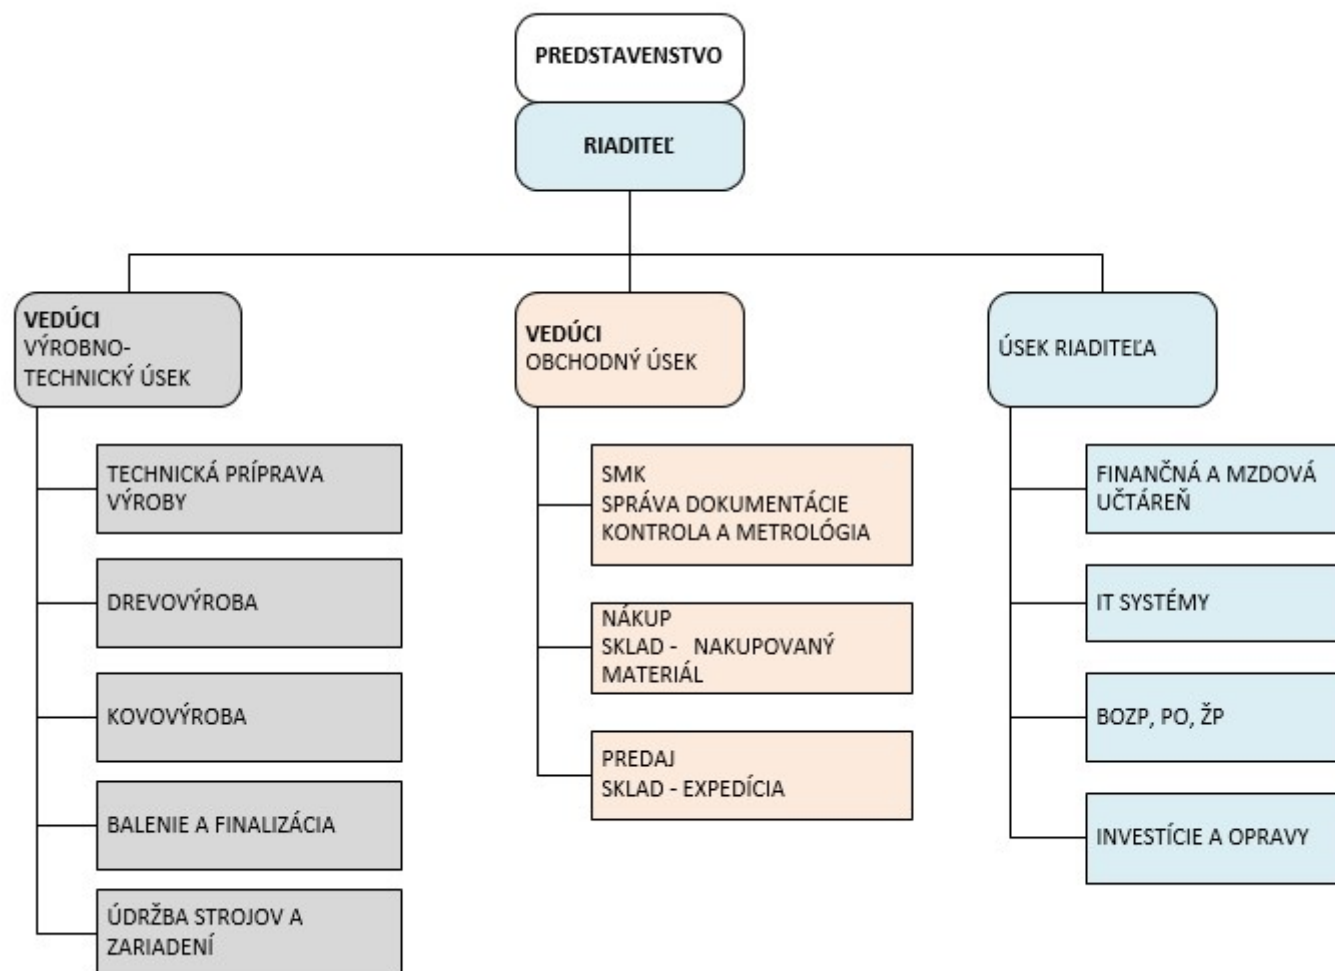 PREDSTAVENSTVO
RIADITEĽ
VEDÚCI
VÝROBNO-
TECHNICKÝ ÚSEK
TECHNICKÁ PRÍPRAVA
VÝROBY
DREVOVÝROBA
KOVOVÝROBA
BALENIE A FINALIZÁCIA
ÚDRŽBA STROJOV A
ZARIADENÍ
VEDÚCI
OBCHODNÝ ÚSEK
SMK
SPRÁVA DOKUMENTÁCIE
KONTROLA A METROLÓGIA
NÁKUP
SKLAD -   NAKUPOVANÝ
MATERIÁL
PREDAJ
SKLAD - EXPEDÍCIA
ÚSEK RIADITEĽA
FINANČNÁ A MZDOVÁ
UČTÁREŇ
IT SYSTÉMY
BOZP, PO, ŽP
INVESTÍCIE A OPRAVY